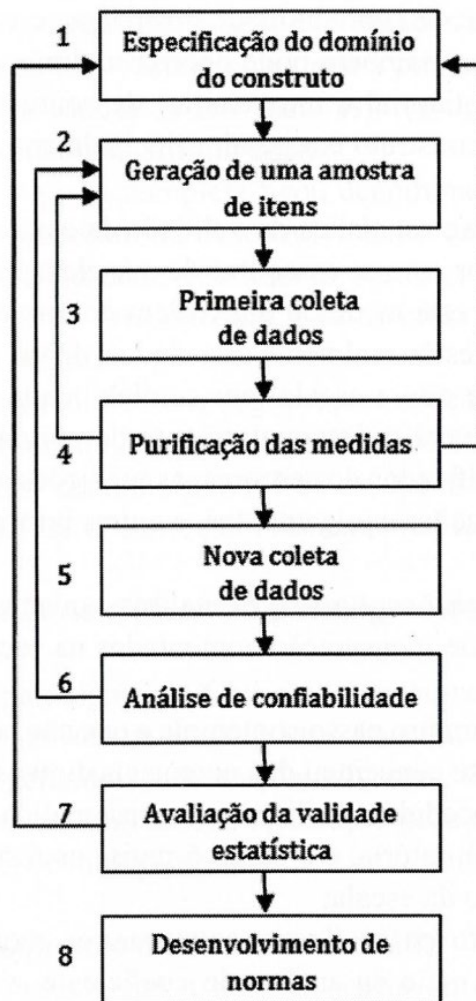 1
Especificação do domínio
do construto
2
Geração de uma amostra
de itens
3
Primeira coleta
de dados
4
Purificação das medidas
5
Nova coleta
de dados
6
Análise de confiabilidade
7
Avaliação da validade
estatística
8
Desenvolvimento de
normas